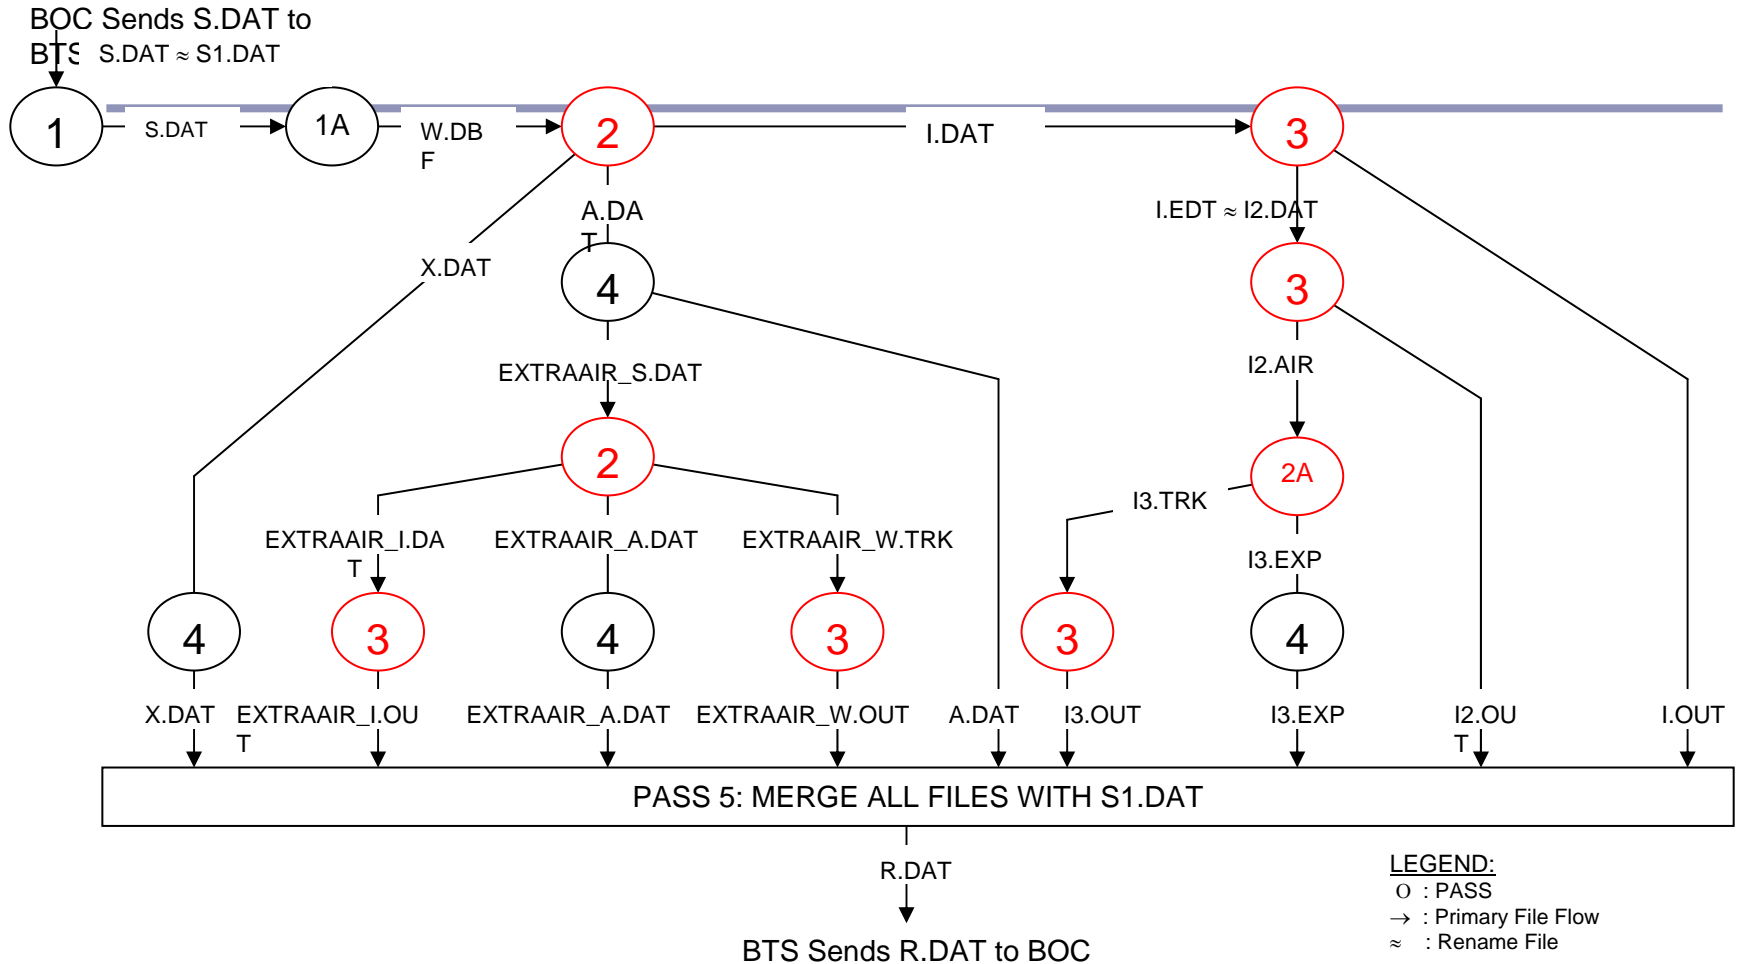 BOC Sends S.DAT to
BTS
S.DAT ≈ S1.DAT
1
S.DAT
1A
W.DB
F
2
I.DAT
3
A.DA
T
I.EDT ≈ I2.DAT
X.DAT
4
3
EXTRAAIR_S.DAT
I2.AIR
2
2A
I3.TRK
EXTRAAIR_I.DA
T
EXTRAAIR_A.DAT
EXTRAAIR_W.TRK
I3.EXP
4
3
4
3
3
4
X.DAT
EXTRAAIR_I.OU
T
EXTRAAIR_A.DAT
EXTRAAIR_W.OUT
A.DAT
I3.OUT
I3.EXP
I2.OU
T
I.OUT
PASS 5: MERGE ALL FILES WITH S1.DAT
R.DAT
BTS Sends R.DAT to BOC
LEGEND:
O : PASS
→ : Primary File Flow
≈ : Rename File